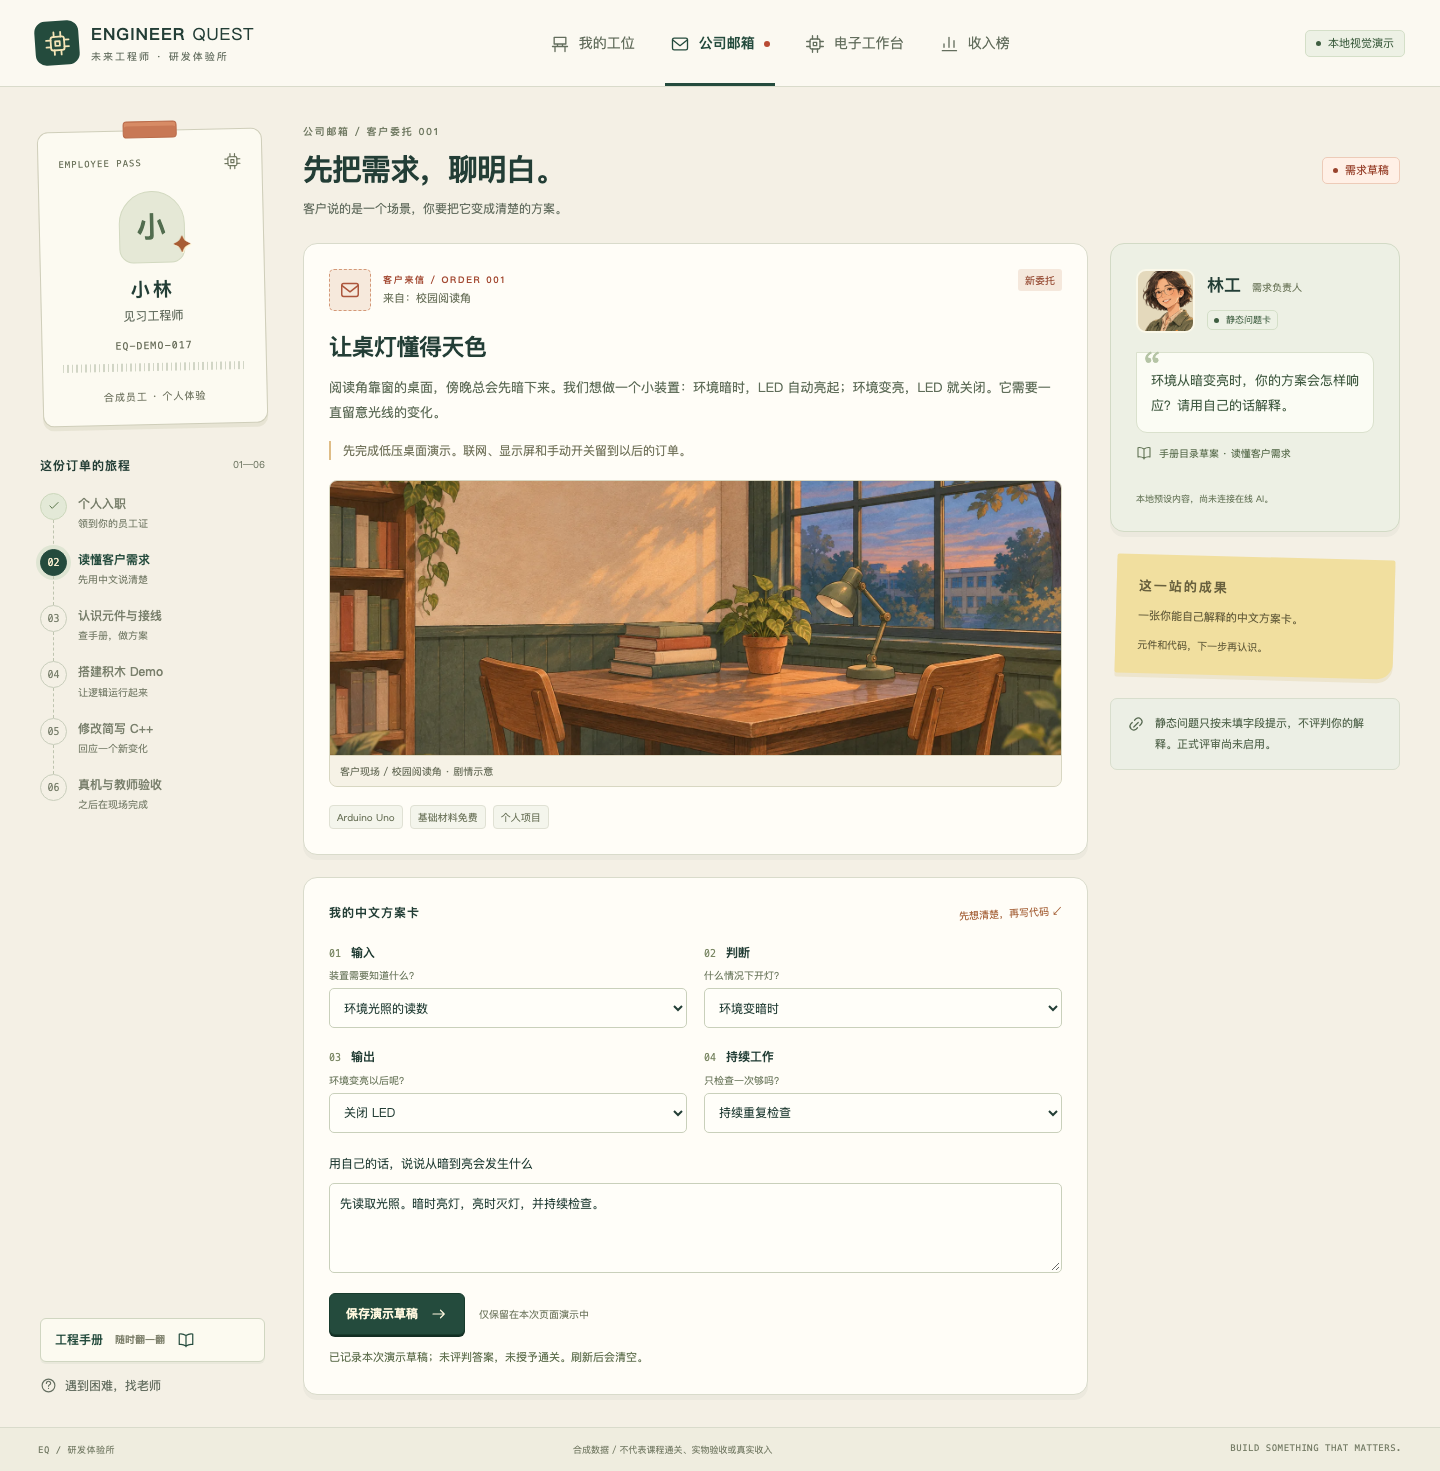 ENGINEER QUEST
未来工程师 · 研发体验所
我的工位
公司邮箱
电子工作台
收入榜
本地视觉演示
EMPLOYEE PASS
小
小林
见习工程师
EQ-DEMO-017
合成员工 · 个人体验
这份订单的旅程
01—06
个人入职
领到你的员工证
02
读懂客户需求
先用中文说清楚
03
认识元件与接线
查手册，做方案
04
搭建积木 Demo
让逻辑运行起来
05
修改简写 C++
回应一个新变化
06
真机与教师验收
之后在现场完成
工程手册 随时翻一翻
遇到困难，找老师
公司邮箱 / 客户委托 001
先把需求，聊明白。
客户说的是一个场景，你要把它变成清楚的方案。
需求草稿
客户来信 / ORDER 001
来自：校园阅读角
新委托
让桌灯懂得天色
阅读角靠窗的桌面，傍晚总会先暗下来。我们想做一个小装置：环境暗时，LED 自动亮起；环境变亮，LED 就关闭。它需要一
直留意光线的变化。
先完成低压桌面演示。联网、显示屏和手动开关留到以后的订单。
客户现场 / 校园阅读角 · 剧情示意
Arduino Uno
基础材料免费
个人项目
我的中文方案卡
先想清楚，再写代码 ↙
01 输入
装置需要知道什么？
环境光照的读数
02 判断
什么情况下开灯？
环境变暗时
03 输出
环境变亮以后呢？
关闭 LED
04 持续工作
只检查一次够吗？
持续重复检查
用自己的话，说说从暗到亮会发生什么
先读取光照。暗时亮灯，亮时灭灯，并持续检查。
保存演示草稿 →
仅保留在本次页面演示中
已记录本次演示草稿；未评判答案，未授予通关。刷新后会清空。
林工 需求负责人
静态问题卡
“
环境从暗变亮时，你的方案会怎样响
应？请用自己的话解释。
手册目录草案 · 读懂客户需求
本地预设内容，尚未连接在线 AI。
这一站的成果
一张你能自己解释的中文方案卡。
元件和代码，下一步再认识。
静态问题只按未填字段提示，不评判你的解
释。正式评审尚未启用。
EQ / 研发体验所
合成数据 / 不代表课程通关、实物验收或真实收入
BUILD SOMETHING THAT MATTERS.